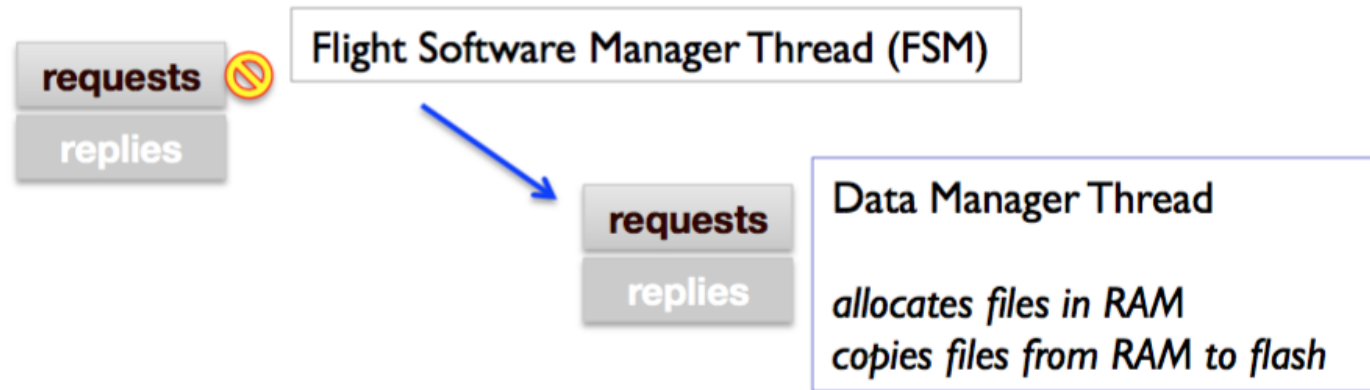 Flight Software Manager Thread (FSM)
requests
replies
requests
replies
Data Manager Thread
allocates files in RAM
copies files from RAM to flash